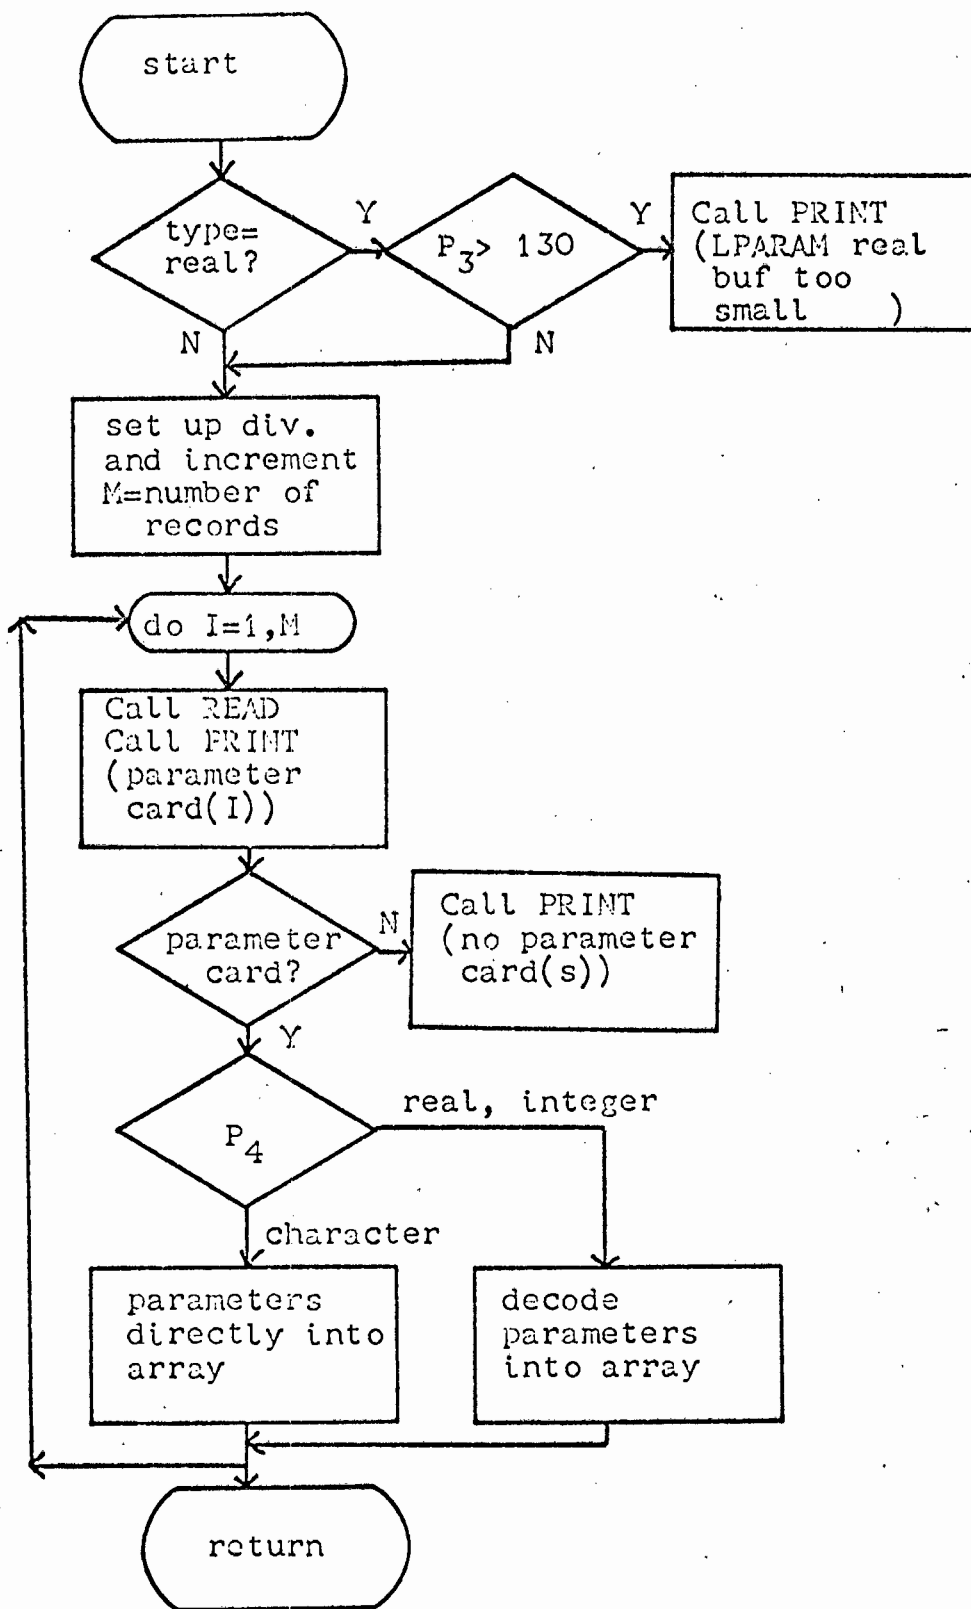 start
type=
real?
Y
P3> 130
Y
Call PRINT
(LPARAM real
buf too
small )
N
N
set up div.
and increment
M=number of
records
do I=1,M
Call READ
Call PRINT
(parameter
card(I))
parameter
card?
N
Call PRINT
(no parameter
card(s))
Y
P4
real, integer
character
parameters
directly into
array
decode
parameters
into array
return